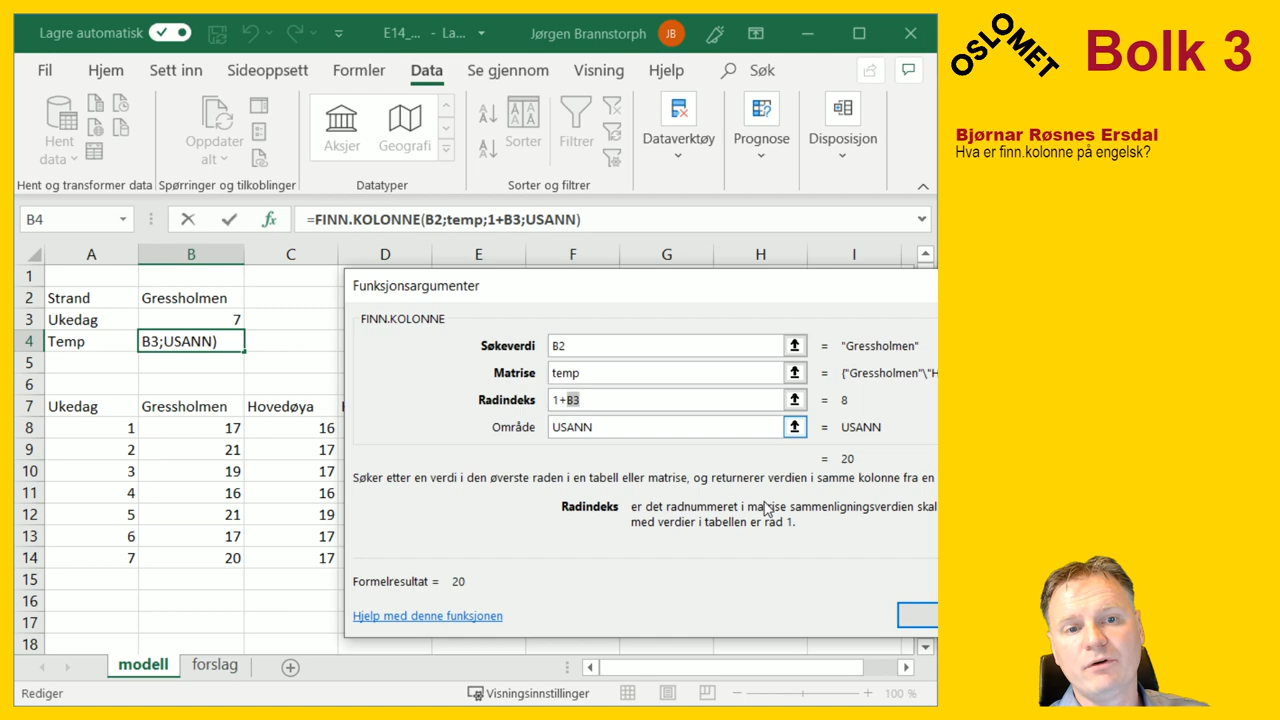 Lagre automatisk
E14_... - La...
Jørgen Brannstorph
JB
OSLOMET
Bolk 3
Fil Hjem Sett inn Sideoppsett Formler Data Se gjennom Visning Hjelp Søk
Hent data
Oppdater alt
Aksjer
Geografi
Sorter
Filtrer
Dataverktøy
Prognose
Disposisjon
Hent og transformer data
Spørringer og tilkoblinger
Datatyper
Sorter og filtrer
Bjørnar Røsnes Ersdal
Hva er finn.kolonne på engelsk?
B4 fx =FINN.KOLONNE(B2;temp;1+B3;USANN)
A B C D E F G H I
1
2 Strand Gressholmen
3 Ukedag 7
4 Temp B3;USANN)
5
6
7 Ukedag Gressholmen Hovedøya
8 1 17 16
9 2 21 17
10 3 19 17
11 4 16 16
12 5 21 19
13 6 17 17
14 7 20 17
15
16
17
18
Funksjonsargumenter
FINN.KOLONNE
Søkeverdi B2 = "Gressholmen"
Matrise temp = {"Gressholmen"\"H
Radindeks 1+B3 = 8
Område USANN = USANN
= 20
Søker etter en verdi i den øverste raden i en tabell eller matrise, og returnerer verdien i samme kolonne fra en
Radindeks er det radnummeret i matrise sammenligningsverdien skal
med verdier i tabellen er rad 1.
Formelresultat = 20
Hjelp med denne funksjonen
modell forslag
Rediger
Visningsinnstillinger
100 %